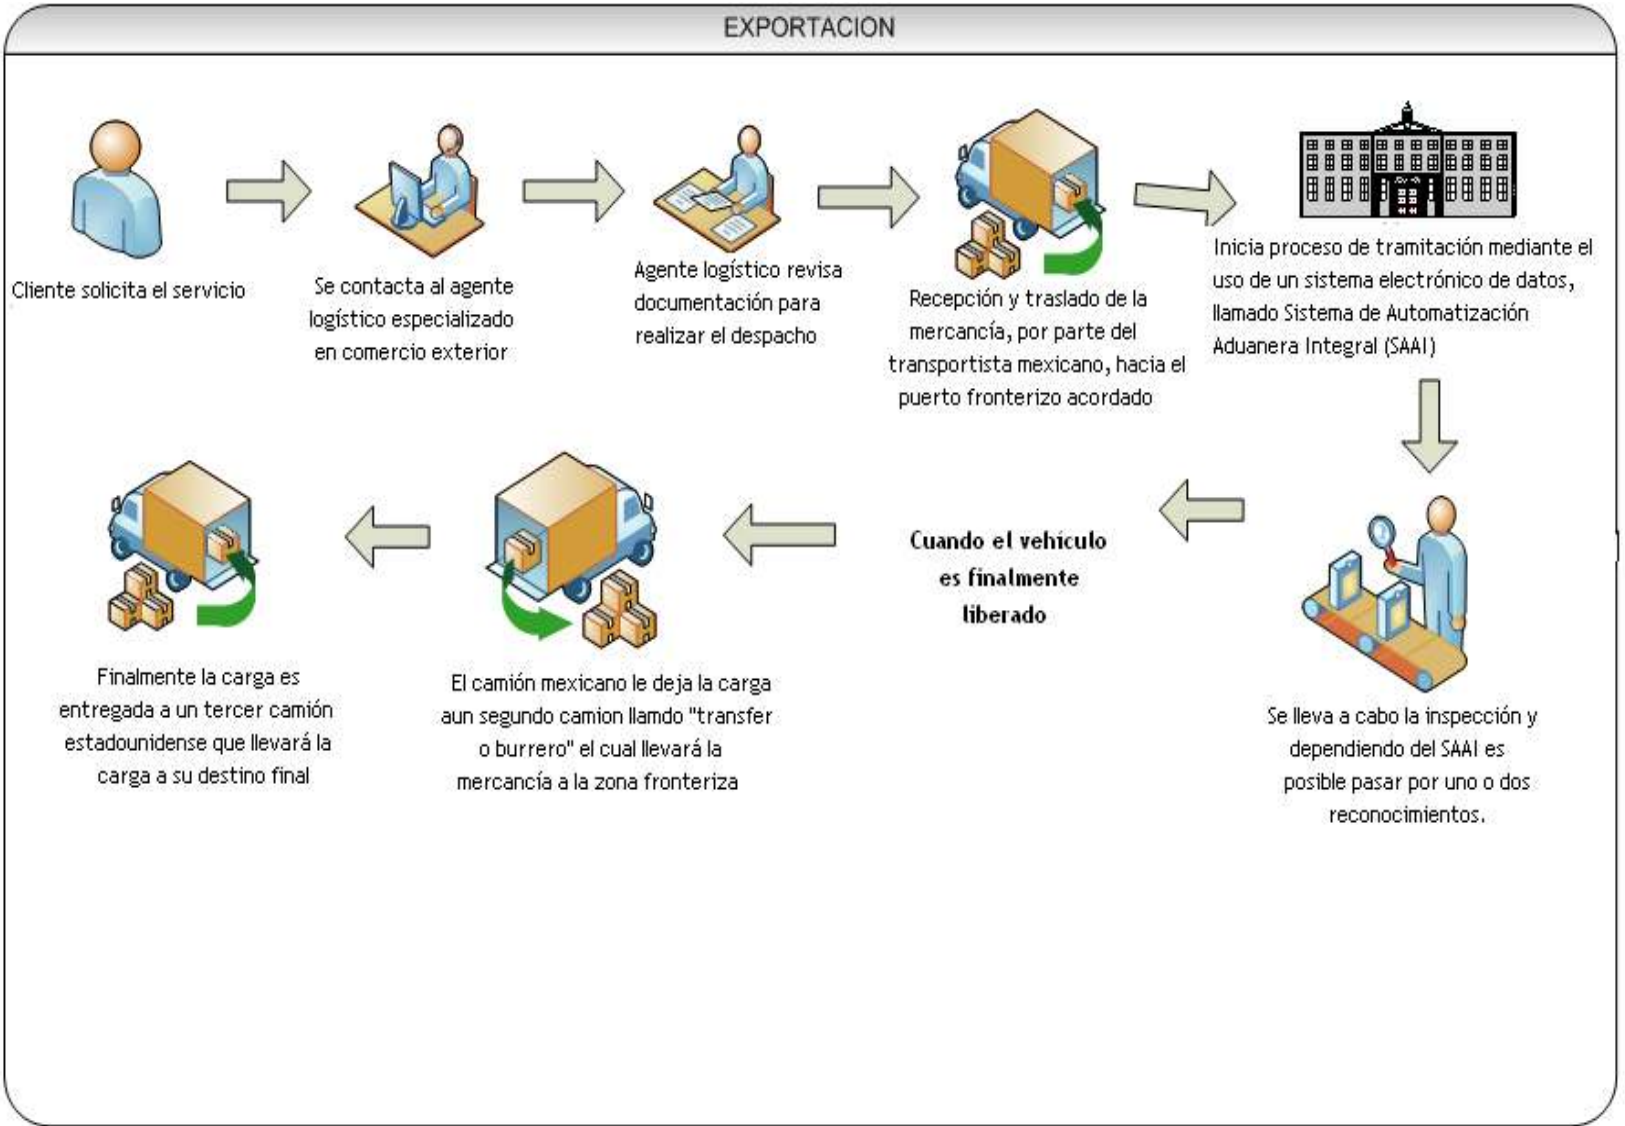 EXPORTACION
Cliente solicita el servicio
Se contacta al agente
logístico especializado
en comercio exterior
Agente logístico revisa
documentación para
realizar el despacho
Recepción y traslado de la
mercancía, por parte del
transportista mexicano, hacia el
puerto fronterizo acordado
Inicia proceso de tramitación mediante el
uso de un sistema electrónico de datos,
llamado Sistema de Automatización
Aduanera Integral (SAAI)
Se lleva a cabo la inspección y
dependiendo del SAAI es
posible pasar por uno o dos
reconocimientos.
Cuando el vehículo
es finalmente
liberado
El camión mexicano le deja la carga
aun segundo camion llamdo "transfer
o burrero" el cual llevará la
mercancía a la zona fronteriza
Finalmente la carga es
entregada a un tercer camión
estadounidense que llevará la
carga a su destino final